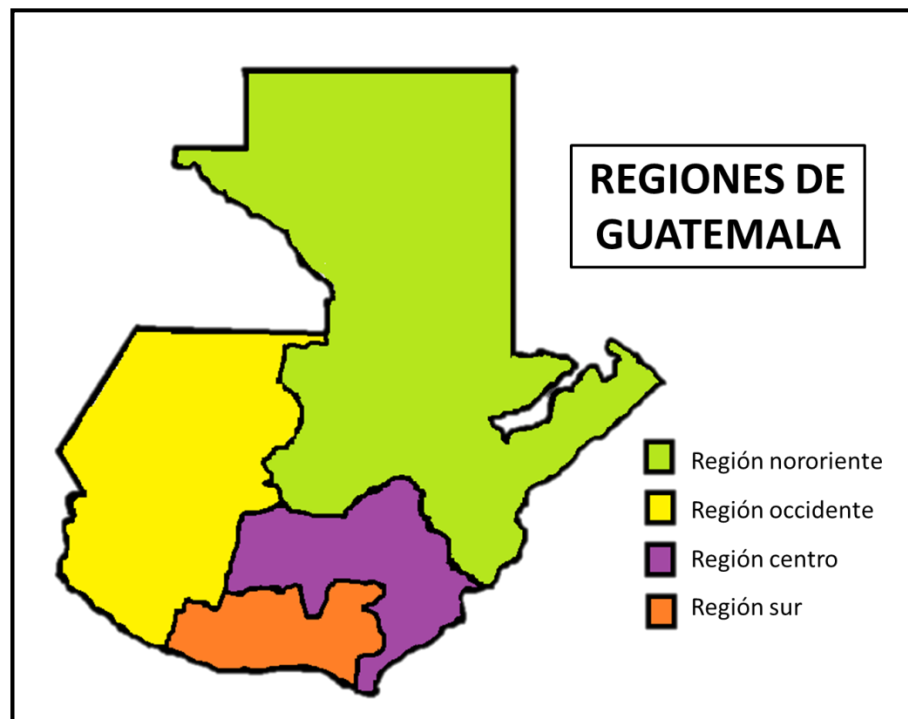 REGIONES DE
GUATEMALA
Región nororiente
Región occidente
Región centro
Región sur